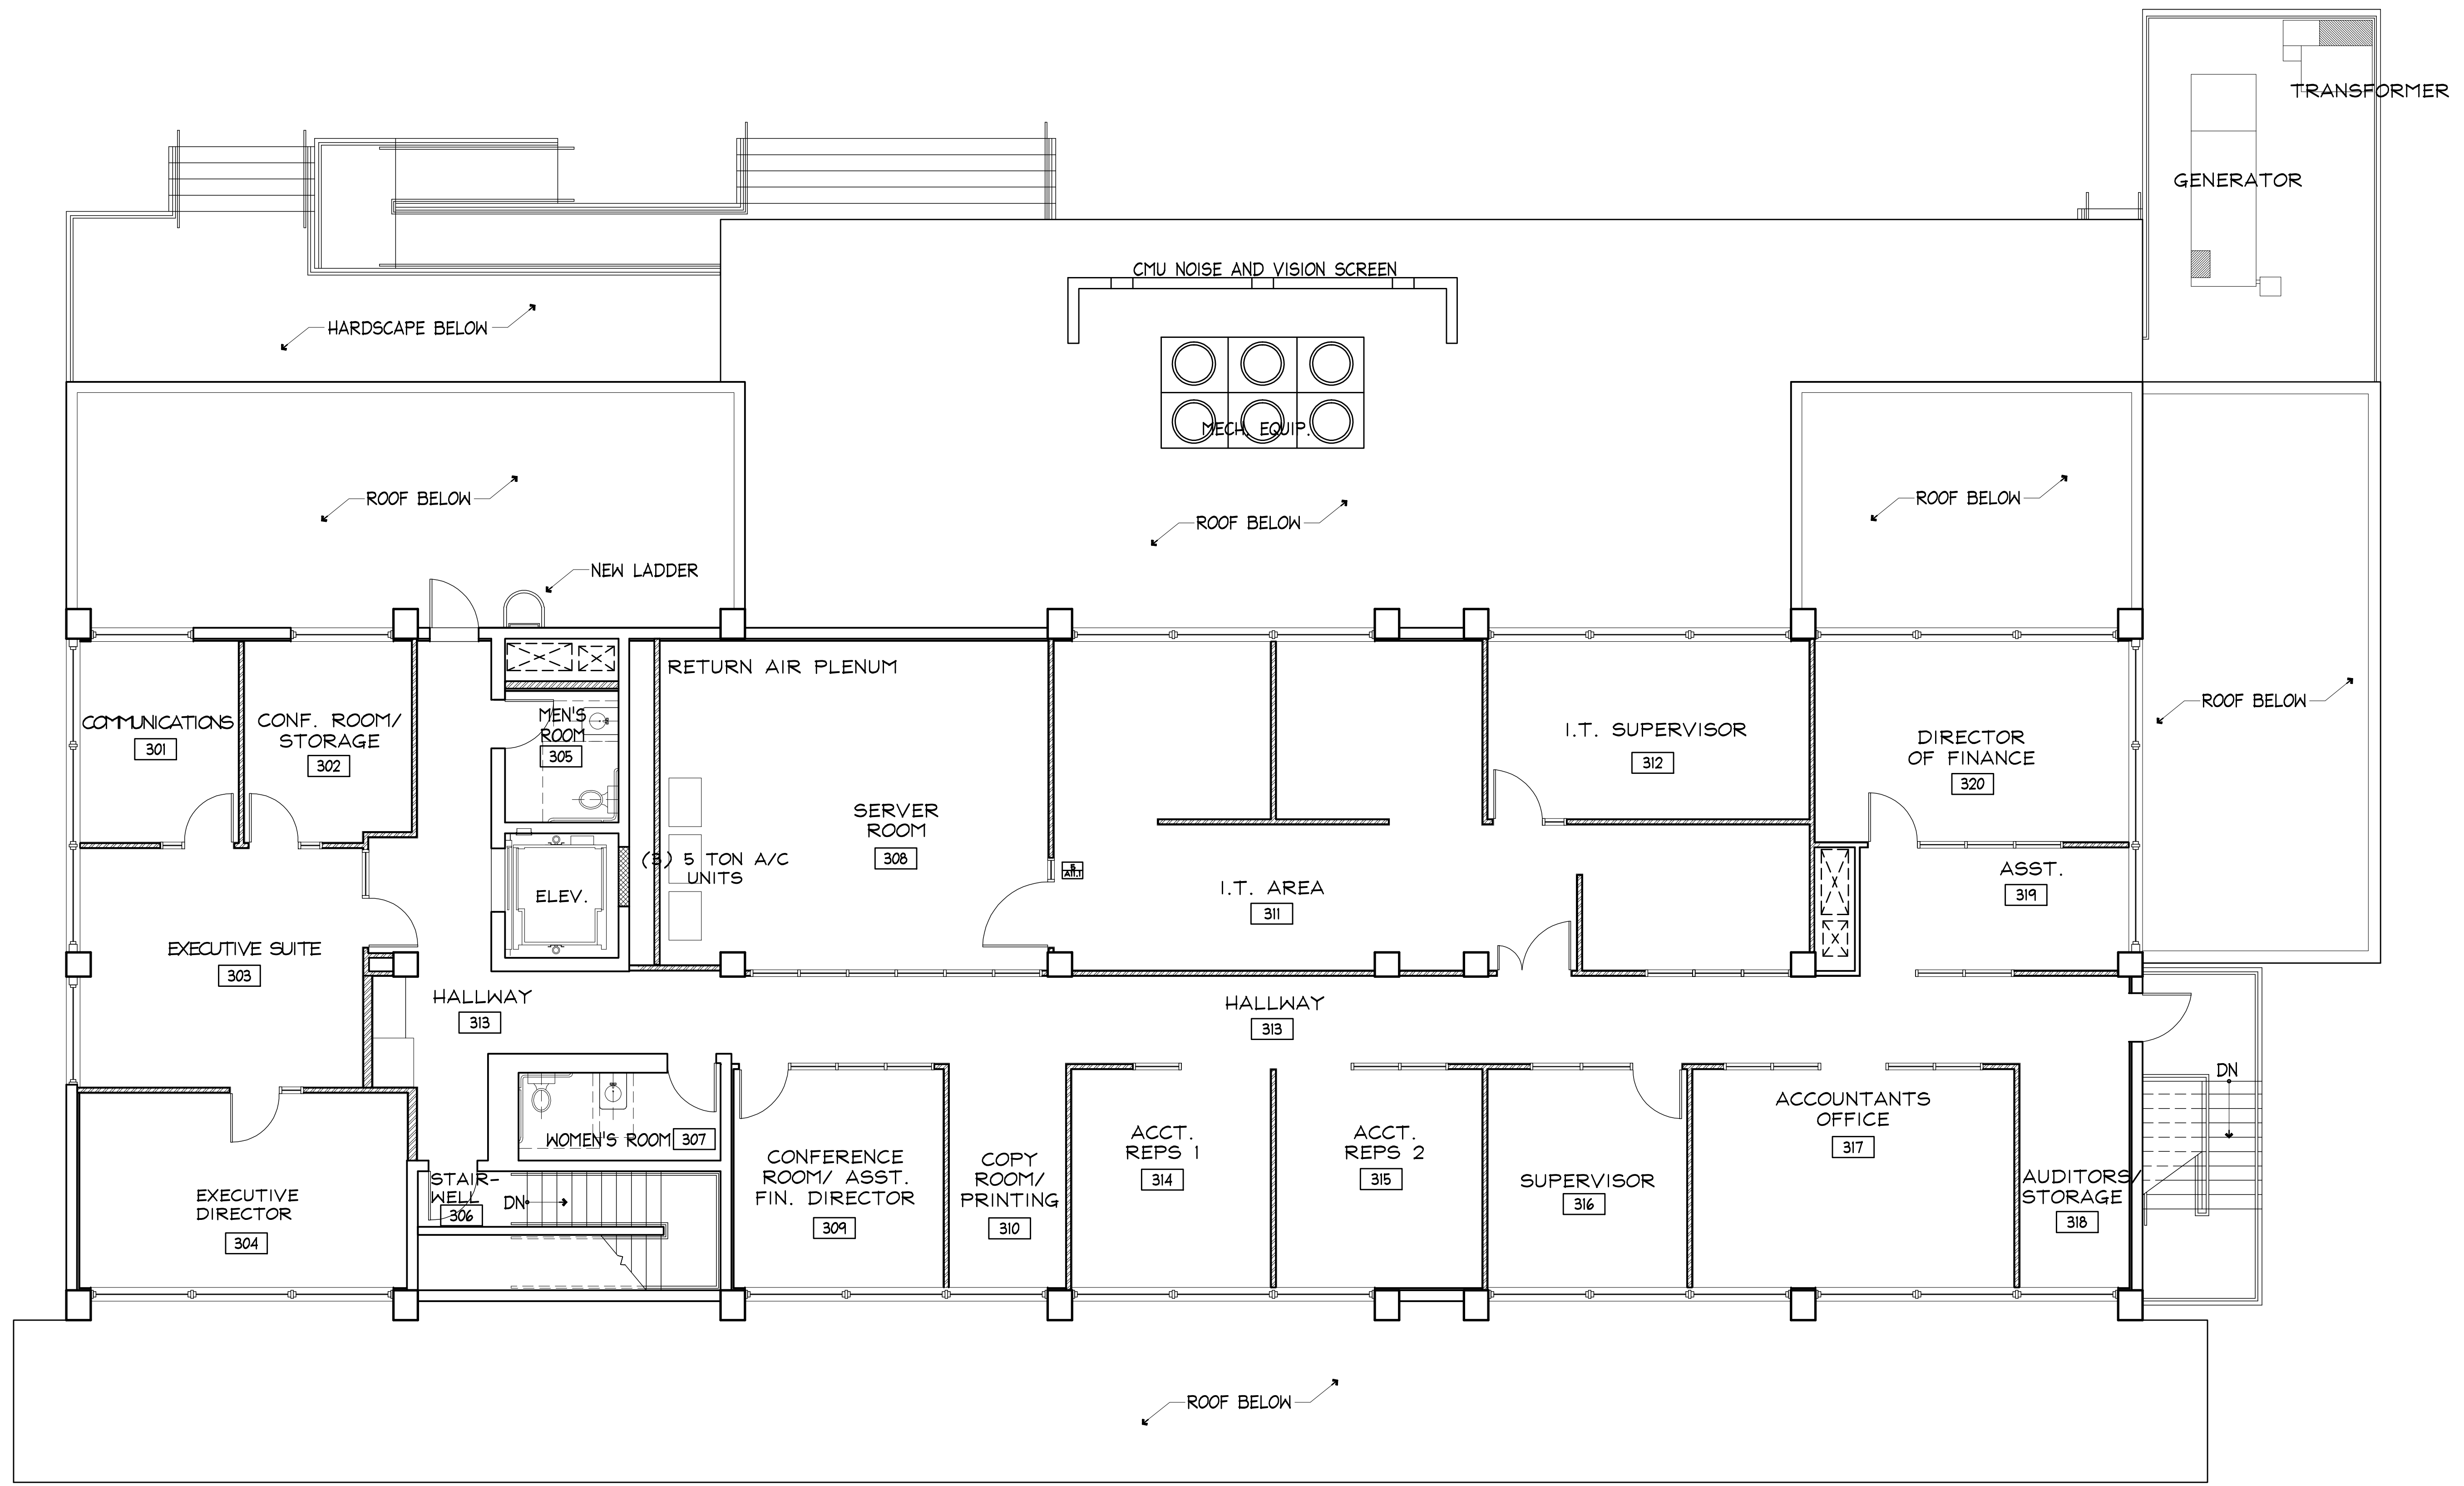 TRANSFORMER
GENERATOR
CMU NOISE AND VISION SCREEN
HARDSCAPE BELOW
MECH. EQUIP.
ROOF BELOW
ROOF BELOW
ROOF BELOW
NEW LADDER
RETURN AIR PLENUM
ROOF BELOW
COMMUNICATIONS
301
CONF. ROOM/
STORAGE
302
MEN'S
ROOM
305
I.T. SUPERVISOR
312
DIRECTOR
OF FINANCE
320
SERVER
ROOM
308
(3) 5 TON A/C
UNITS
ELEV.
I.T. AREA
311
ASST.
319
EXECUTIVE SUITE
303
HALLWAY
313
HALLWAY
313
DN
WOMEN'S ROOM
307
CONFERENCE
ROOM/ ASST.
FIN. DIRECTOR
309
COPY
ROOM/
PRINTING
310
ACCT.
REPS 1
314
ACCT.
REPS 2
315
SUPERVISOR
316
ACCOUNTANTS
OFFICE
317
AUDITORS/
STORAGE
318
EXECUTIVE
DIRECTOR
304
STAIR-
WELL
306
DN
ROOF BELOW